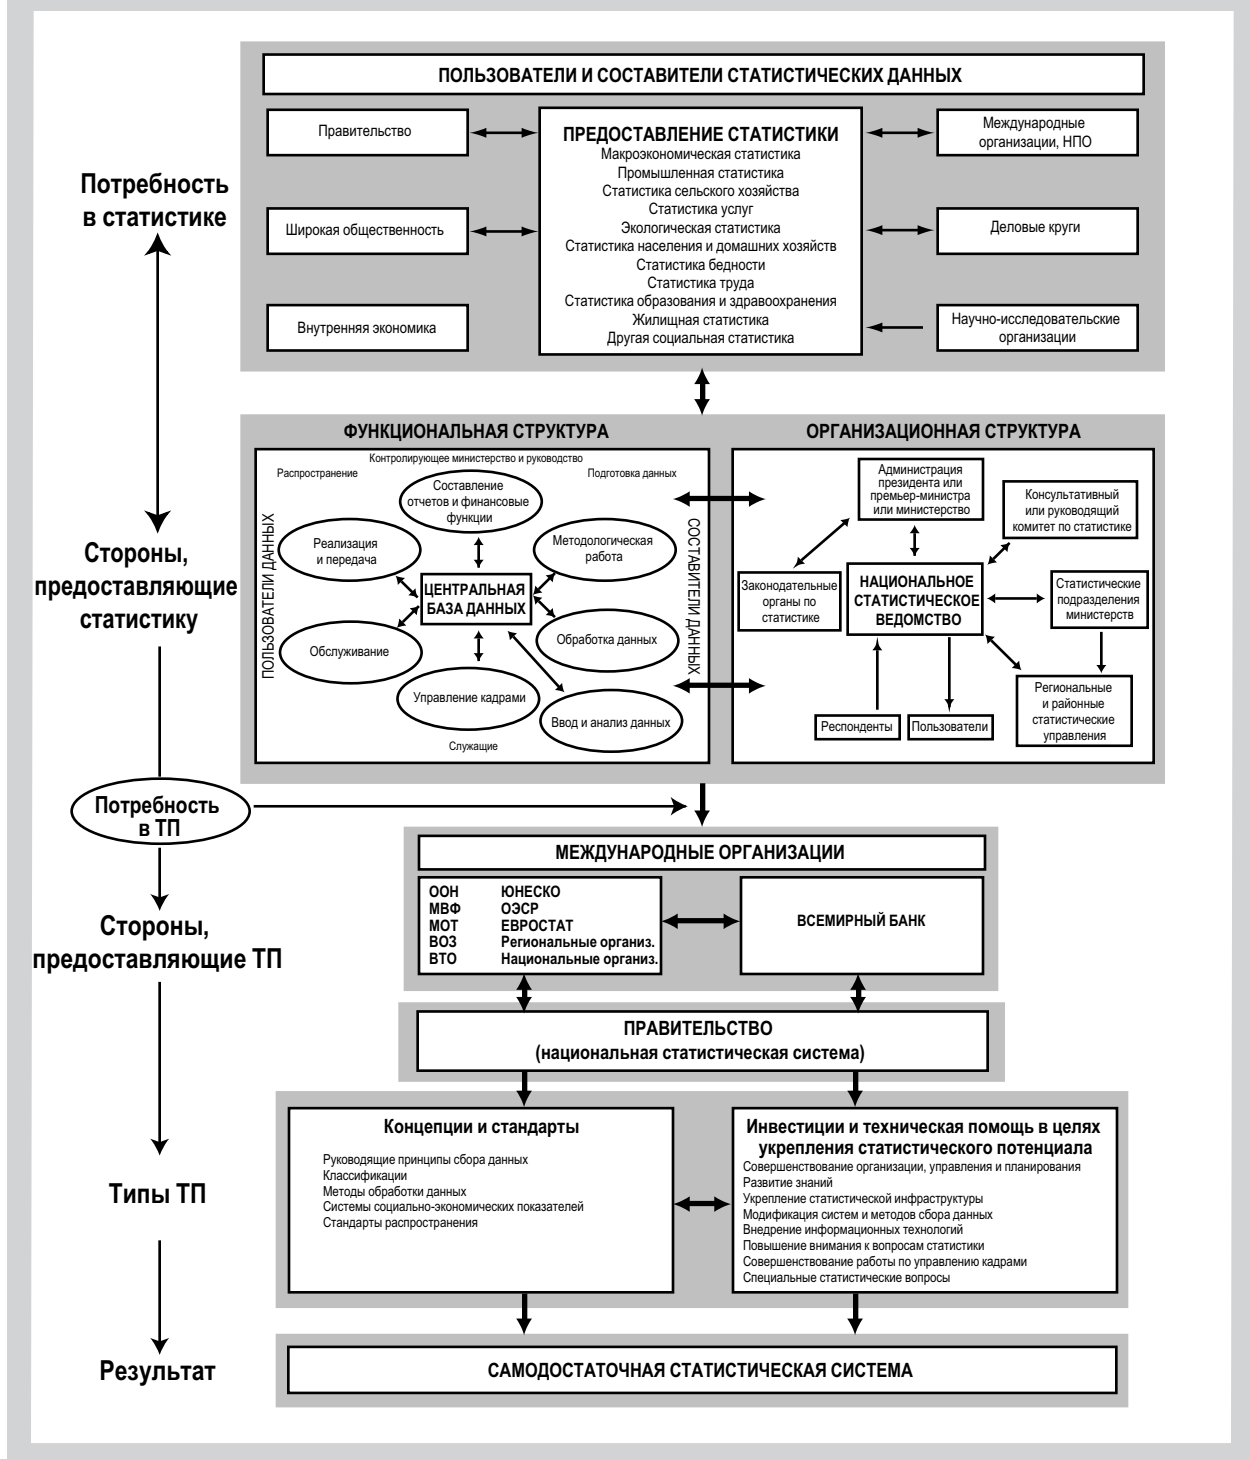 ПОЛЬЗОВАТЕЛИ И СОСТАВИТЕЛИ СТАТИСТИЧЕСКИХ ДАННЫХ
Правительство
Широкая общественность
Внутренняя экономика
ПРЕДОСТАВЛЕНИЕ СТАТИСТИКИ
Макроэкономическая статистика
Промышленная статистика
Статистика сельского хозяйства
Статистика услуг
Экологическая статистика
Статистика населения и домашних хозяйств
Статистика бедности
Статистика труда
Статистика образования и здравоохранения
Жилищная статистика
Другая социальная статистика
Международные
организации, НПО
Деловые круги
Научно-исследовательские
организации
Потребность
в статистике
ФУНКЦИОНАЛЬНАЯ СТРУКТУРА
Контролирующее министерство и руководство
Распространение
Подготовка данных
ПОЛЬЗОВАТЕЛИ ДАННЫХ
СОСТАВИТЕЛИ ДАННЫХ
Составление
отчетов и финансовые
функции
Реализация
и передача
Методологическая
работа
ЦЕНТРАЛЬНАЯ
БАЗА ДАННЫХ
Обслуживание
Обработка данных
Управление кадрами
Ввод и анализ данных
Служащие
ОРГАНИЗАЦИОННАЯ СТРУКТУРА
Администрация
президента или
премьер-министра
или министерство
Консультативный
или руководящий
комитет по статистике
Законодательные
органы по
статистике
НАЦИОНАЛЬНОЕ
СТАТИСТИЧЕСКОЕ
ВЕДОМСТВО
Статистические
подразделения
министерств
Респонденты
Пользователи
Региональные
и районные
статистические
управления
Стороны,
предоставляющие
статистику
Потребность
в ТП
МЕЖДУНАРОДНЫЕ ОРГАНИЗАЦИИ
ООН ЮНЕСКО
МВФ ОЭСР
МОТ ЕВРОСТАТ
ВОЗ Региональные организ.
ВТО Национальные организ.
ВСЕМИРНЫЙ БАНК
Стороны,
предоставляющие ТП
ПРАВИТЕЛЬСТВО
(национальная статистическая система)
Концепции и стандарты
Руководящие принципы сбора данных
Классификации
Методы обработки данных
Системы социально-экономических показателей
Стандарты распространения
Инвестиции и техническая помощь в целях
укрепления статистического потенциала
Совершенствование организации, управления и планирования
Развитие знаний
Укрепление статистической инфраструктуры
Модификация систем и методов сбора данных
Внедрение информационных технологий
Повышение внимания к вопросам статистики
Совершенствование работы по управлению кадрами
Специальные статистические вопросы
Типы ТП
Результат
САМОДОСТАТОЧНАЯ СТАТИСТИЧЕСКАЯ СИСТЕМА